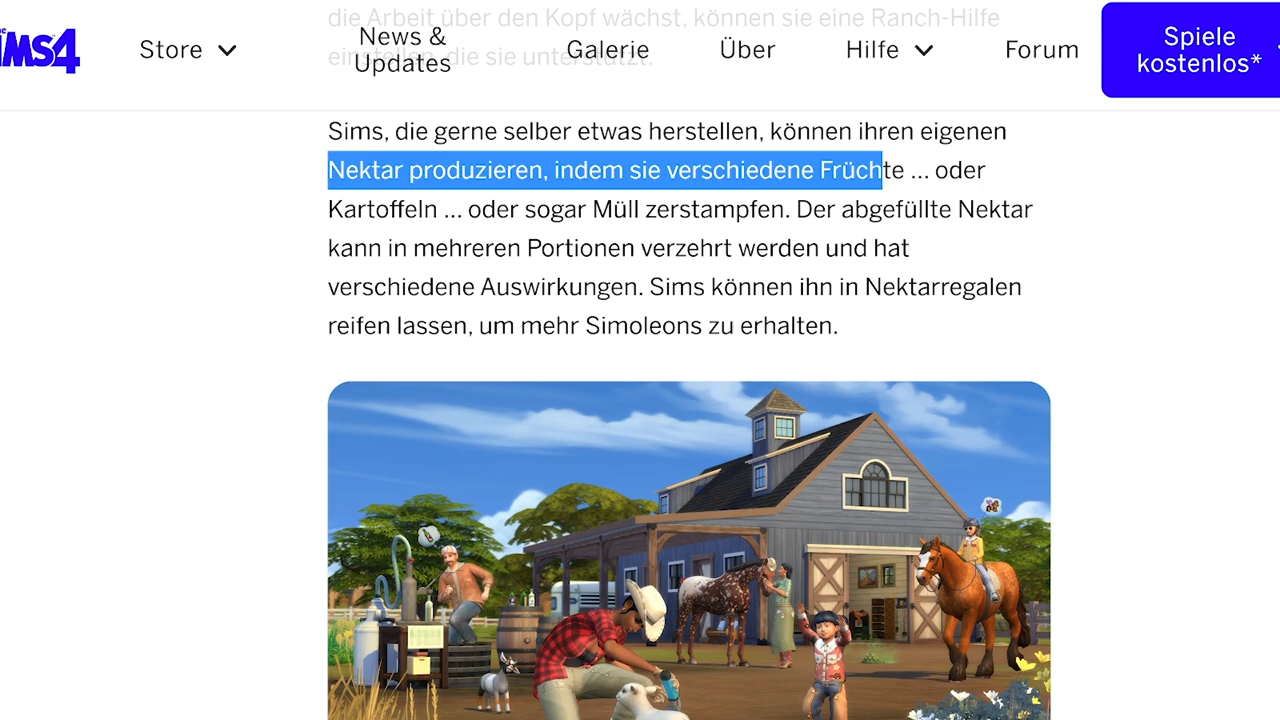 die Arbeit über den Kopf wächst, können sie eine Ranch-Hilfe
einstellen, die sie unterstützt.
SIMS 4
Store
News &
Updates
Galerie
Über
Hilfe
Forum
Spiele
kostenlos*
Sims, die gerne selber etwas herstellen, können ihren eigenen
Nektar produzieren, indem sie verschiedene Früchte ... oder
Kartoffeln ... oder sogar Müll zerstampfen. Der abgefüllte Nektar
kann in mehreren Portionen verzehrt werden und hat
verschiedene Auswirkungen. Sims können ihn in Nektarregalen
reifen lassen, um mehr Simoleons zu erhalten.